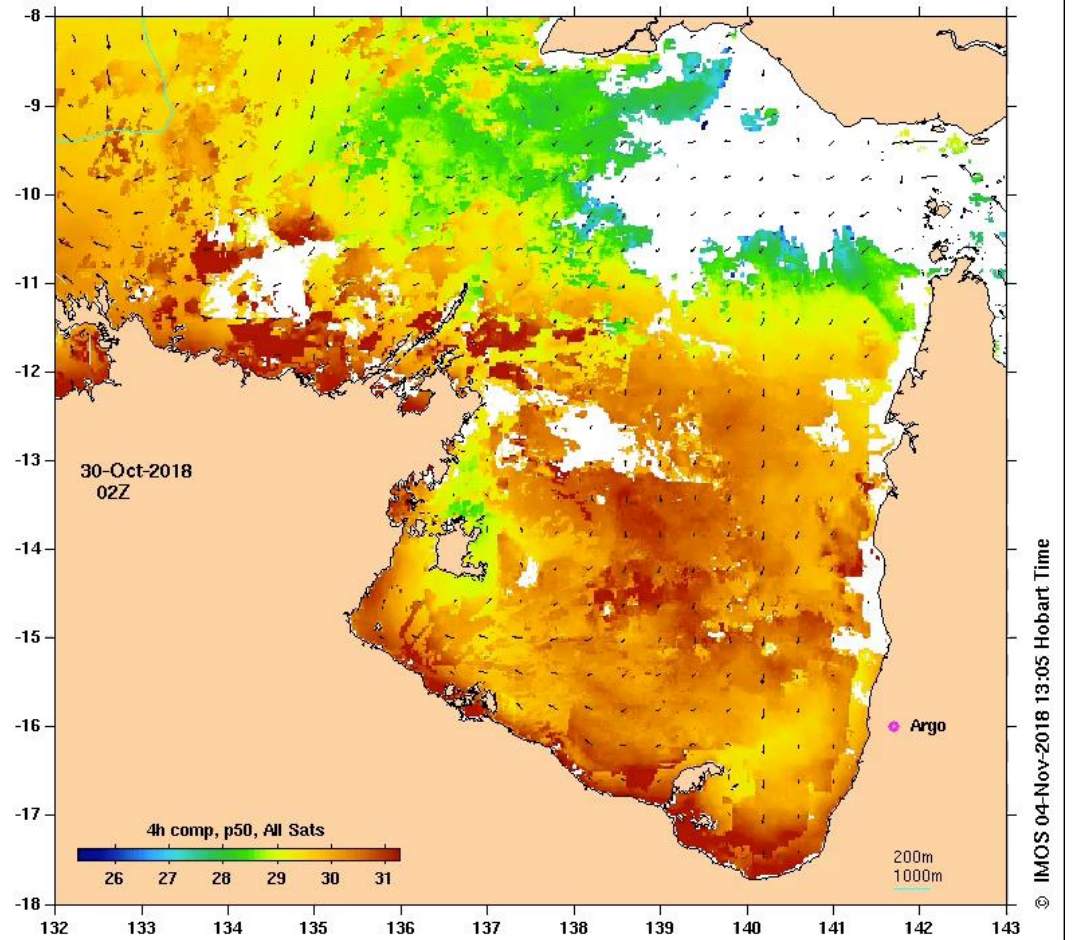 -8
-9
-10
-11
-12
-13
-14
-15
-16
-17
-18
30-Oct-2018
02Z
Argo
4h comp, p50, All Sats
26 27 28 29 30 31
200m
1000m
132 133 134 135 136 137 138 139 140 141 142 143
© IMOS 04-Nov-2018 13:05 Hobart Time